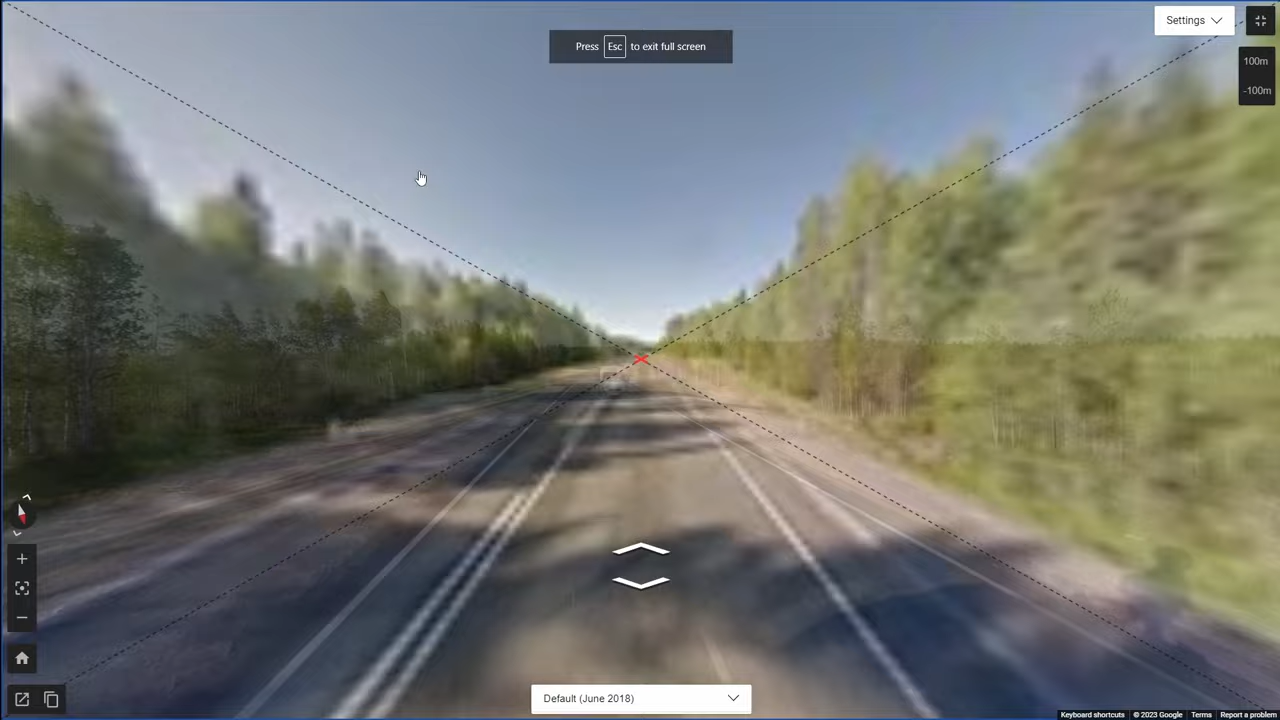 Settings
Press Esc to exit full screen
100m
-100m
Default (June 2018)
Keyboard shortcuts © 2023 Google Terms Report a problem